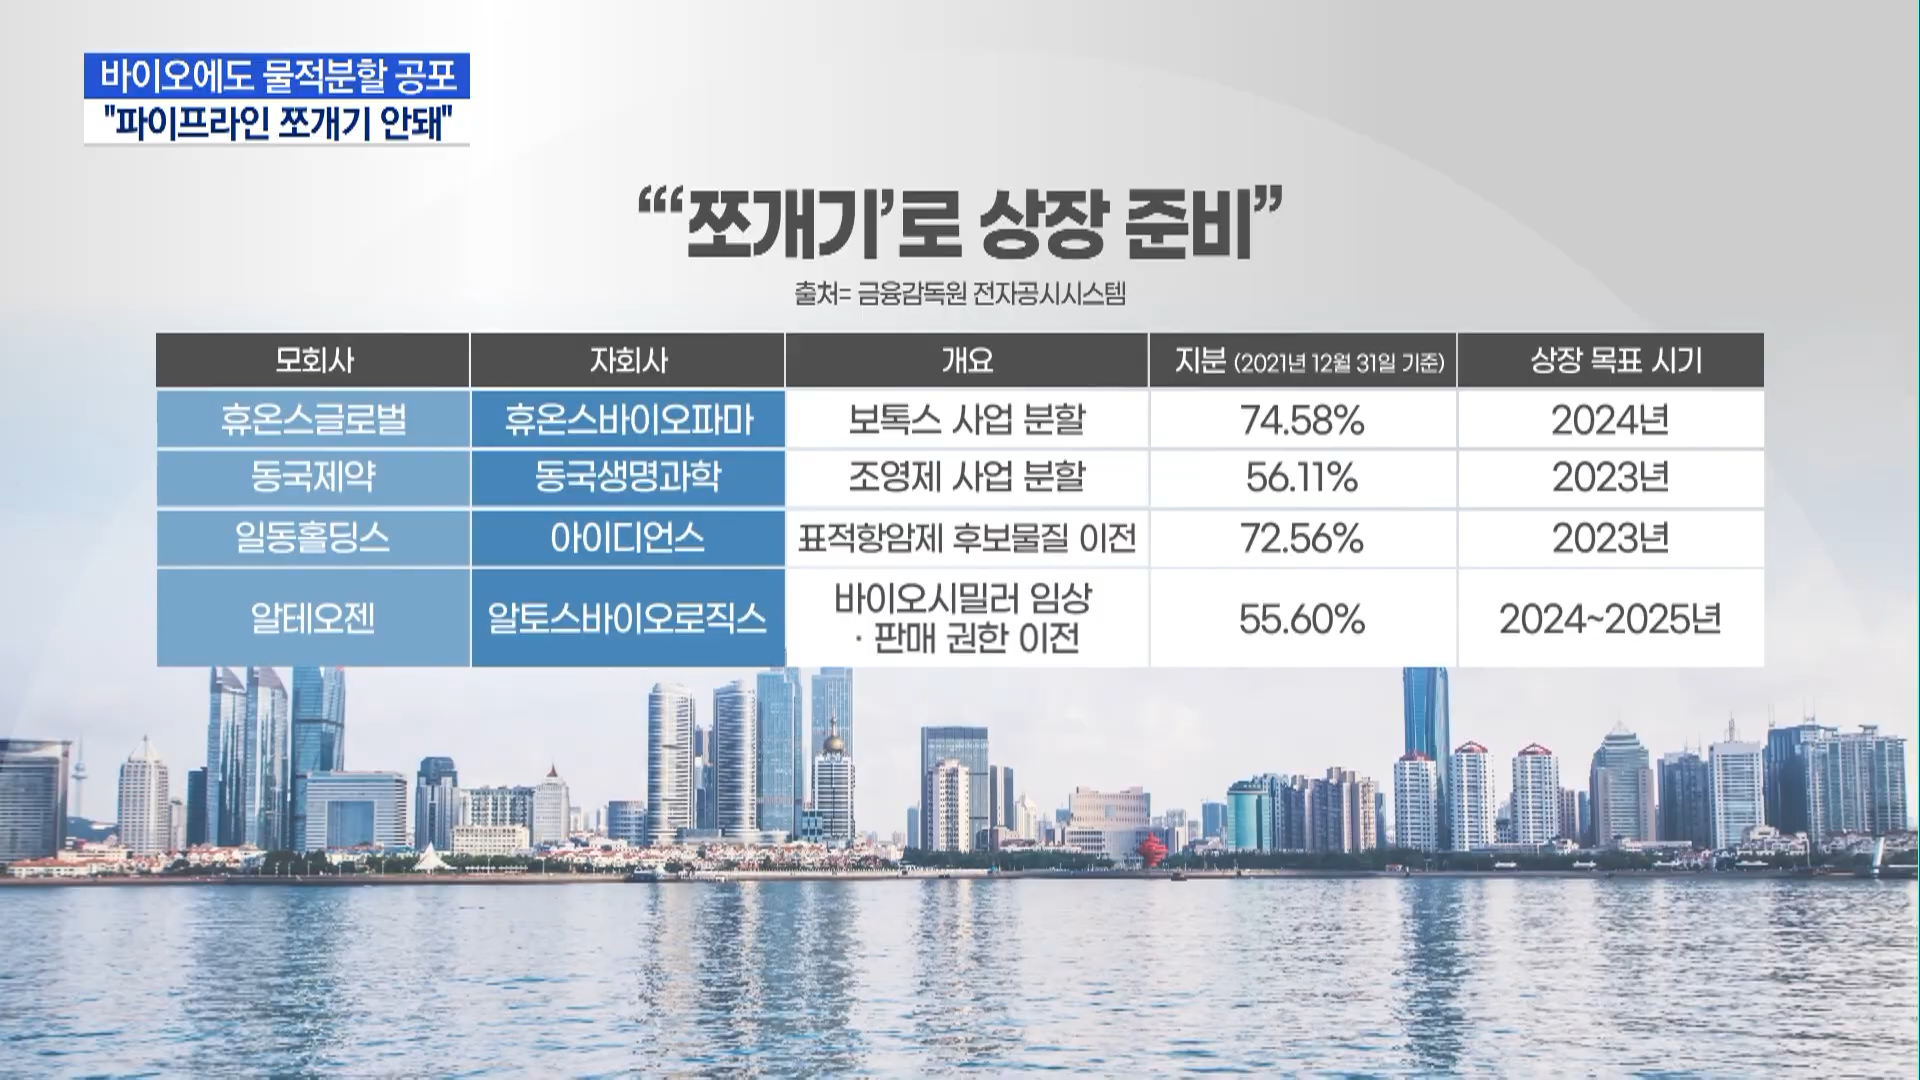 바이오에도 물적분할 공포
"파이프라인 쪼개기 안돼"
“‘쪼개기’로 상장 준비”
출처= 금융감독원 전자공시시스템
모회사 자회사 개요 지분 (2021년 12월 31일 기준) 상장 목표 시기
휴온스글로벌 휴온스바이오파마 보톡스 사업 분할 74.58% 2024년
동국제약 동국생명과학 조영제 사업 분할 56.11% 2023년
일동홀딩스 아이디언스 표적항암제 후보물질 이전 72.56% 2023년
알테오젠 알토스바이오로직스 바이오시밀러 임상
· 판매 권한 이전 55.60% 2024~2025년